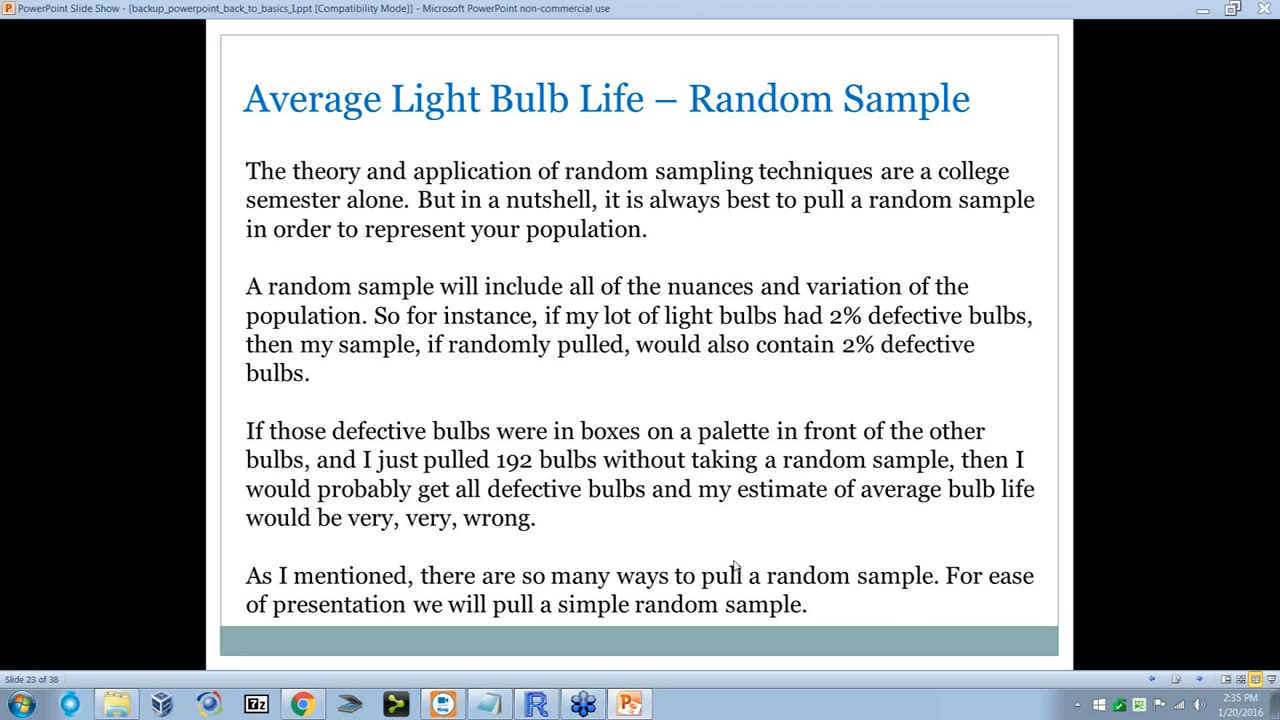 PowerPoint Slide Show - [backup_powerpoint_back_to_basics_I.ppt [Compatibility Mode]] - Microsoft PowerPoint non-commercial use
Average Light Bulb Life – Random Sample
The theory and application of random sampling techniques are a college
semester alone. But in a nutshell, it is always best to pull a random sample
in order to represent your population.
A random sample will include all of the nuances and variation of the
population. So for instance, if my lot of light bulbs had 2% defective bulbs,
then my sample, if randomly pulled, would also contain 2% defective
bulbs.
If those defective bulbs were in boxes on a palette in front of the other
bulbs, and I just pulled 192 bulbs without taking a random sample, then I
would probably get all defective bulbs and my estimate of average bulb life
would be very, very, wrong.
As I mentioned, there are so many ways to pull a random sample. For ease
of presentation we will pull a simple random sample.
Slide 23 of 38
7z
R
2:35 PM
1/20/2016